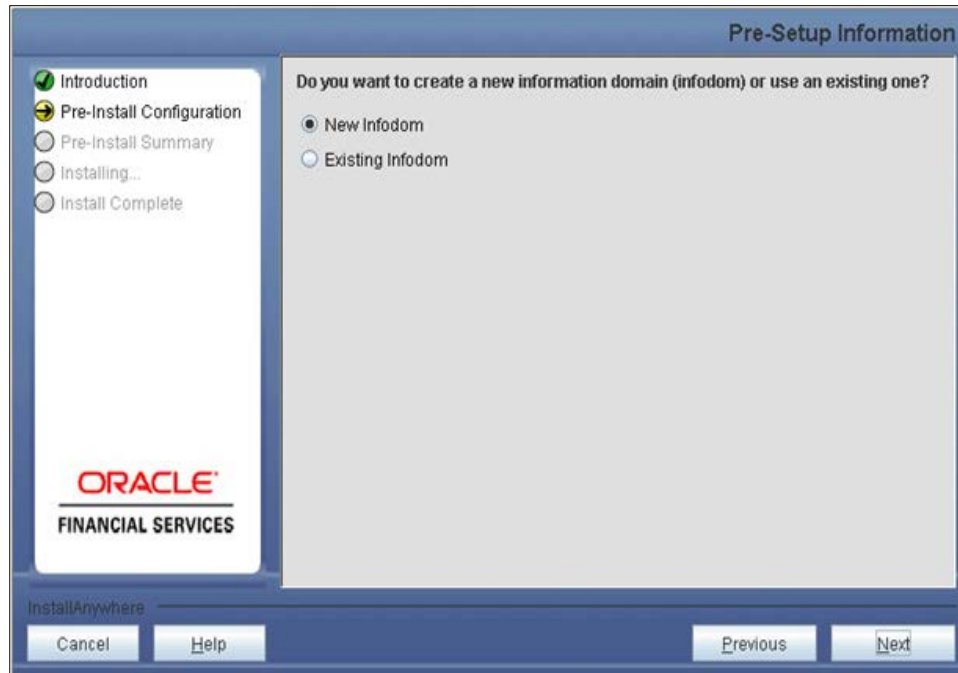 Pre-Setup Information
Introduction
Pre-Install Configuration
Pre-Install Summary
Installing...
Install Complete
Do you want to create a new information domain (infodom) or use an existing one?
New Infodom
Existing Infodom
ORACLE
FINANCIAL SERVICES
InstallAnywhere
Cancel
Help
Previous
Next